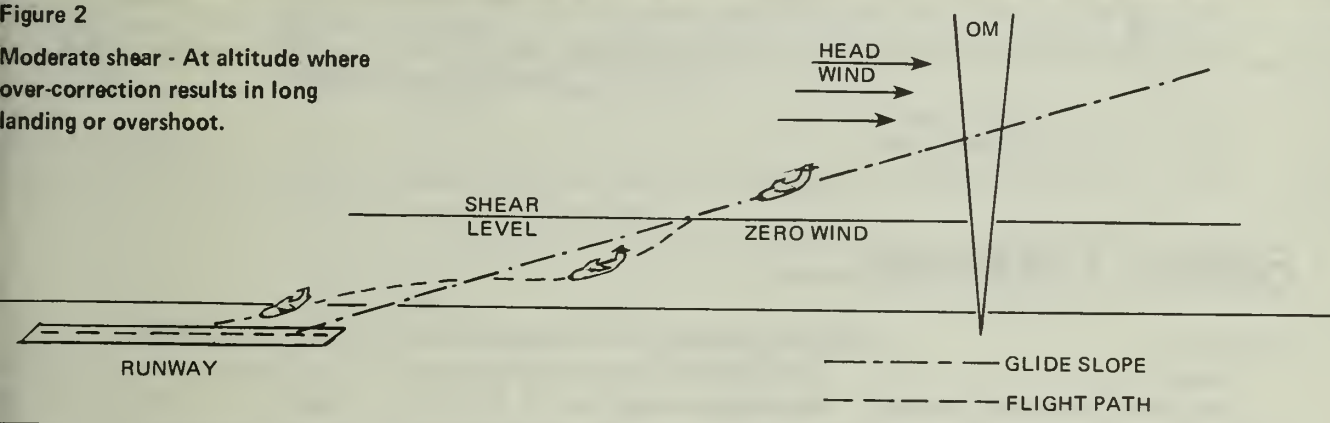 Figure 2
Moderate shear - At altitude where
over-correction results in long
landing or overshoot.
OM
HEAD
WIND
SHEAR
LEVEL
ZERO WIND
RUNWAY
GLIDE SLOPE
FLIGHT PATH